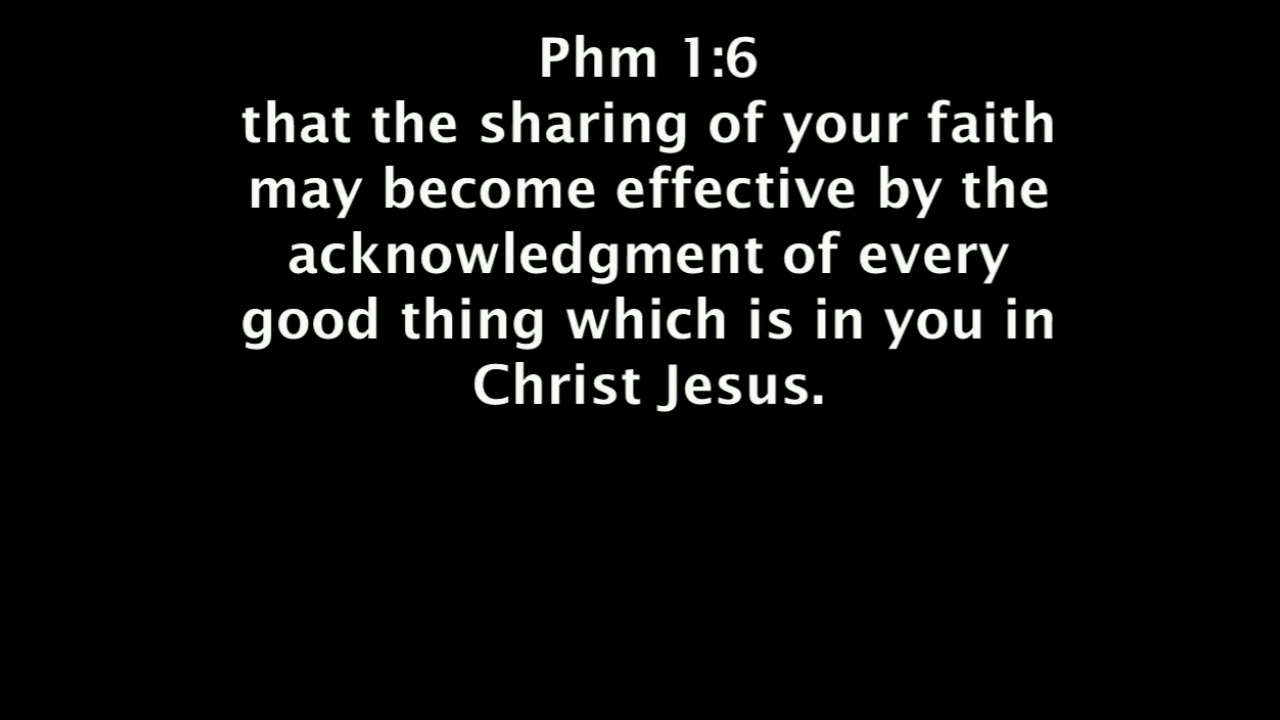 Phm 1:6
that the sharing of your faith
may become effective by the
acknowledgment of every
good thing which is in you in
Christ Jesus.